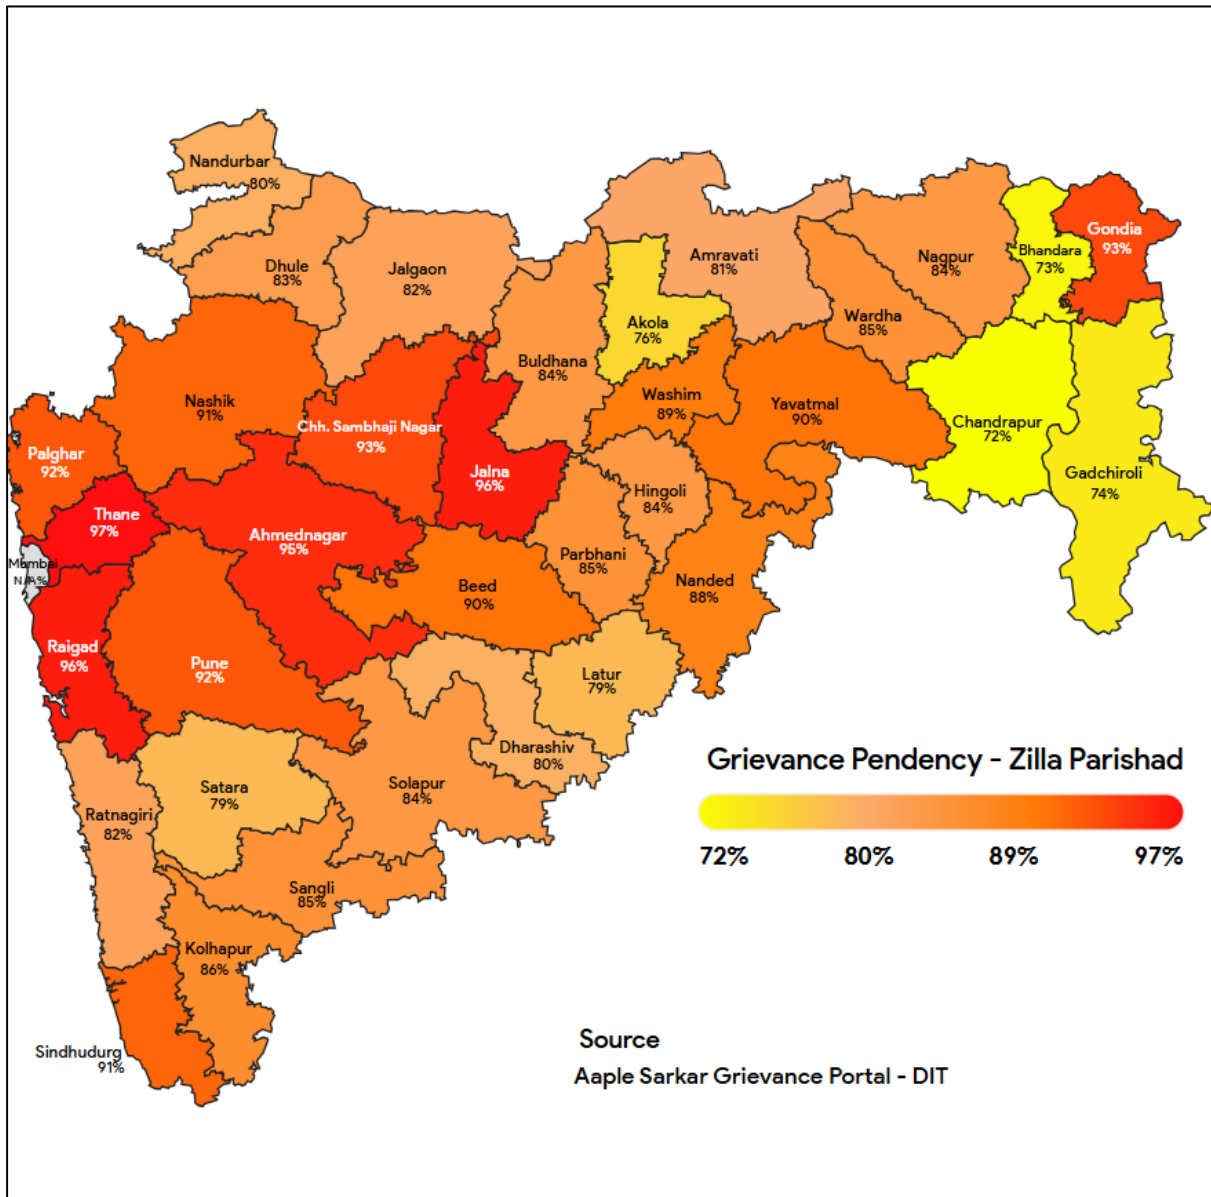 Nandurbar
80%
Dhule
83%
Jalgaon
82%
Amravati
81%
Nagpur
84%
Bhandara
73%
Gondia
93%
Wardha
85%
Akola
76%
Buldhana
84%
Washim
89%
Yavatmal
90%
Chandrapur
72%
Gadchiroli
74%
Nashik
91%
Chh. Sambhaji Nagar
93%
Palghar
92%
Jalna
96%
Hingoli
84%
Thane
97%
Ahmednagar
95%
Parbhani
85%
Nanded
88%
Mumbai
Beed
90%
Raigad
96%
Pune
92%
Latur
79%
Dharashiv
80%
Satara
79%
Solapur
84%
Ratnagiri
82%
Sangli
85%
Kolhapur
86%
Sindhudurg
91%
Grievance Pendency - Zilla Parishad
72% 80% 89% 97%
Source
Aaple Sarkar Grievance Portal - DIT